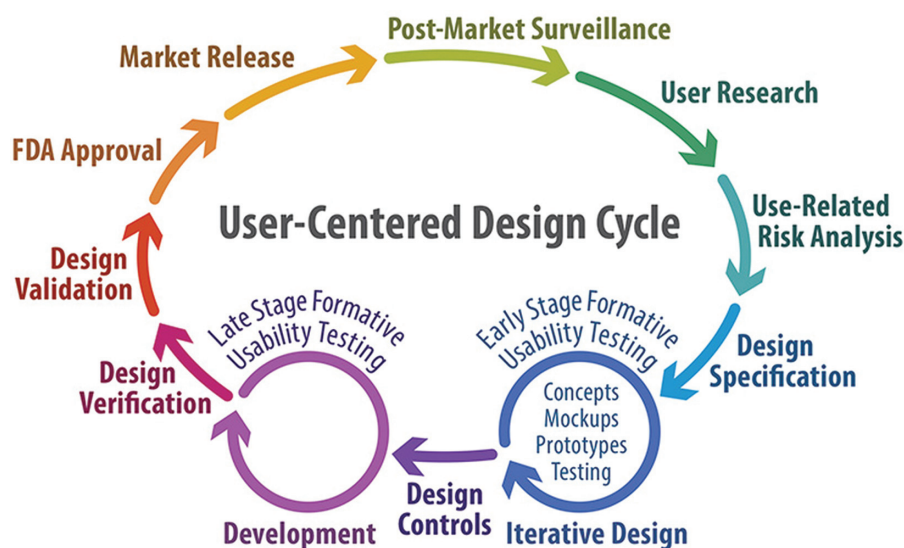 Post-Market Surveillance
Market Release
User Research
FDA Approval
User-Centered Design Cycle
Use-Related
Risk Analysis
Design
Validation
Late Stage Formative
Usability Testing
Early Stage Formative
Usability Testing
Design
Specification
Design
Verification
Concepts
Mockups
Prototypes
Testing
Design
Controls
Development
Iterative Design